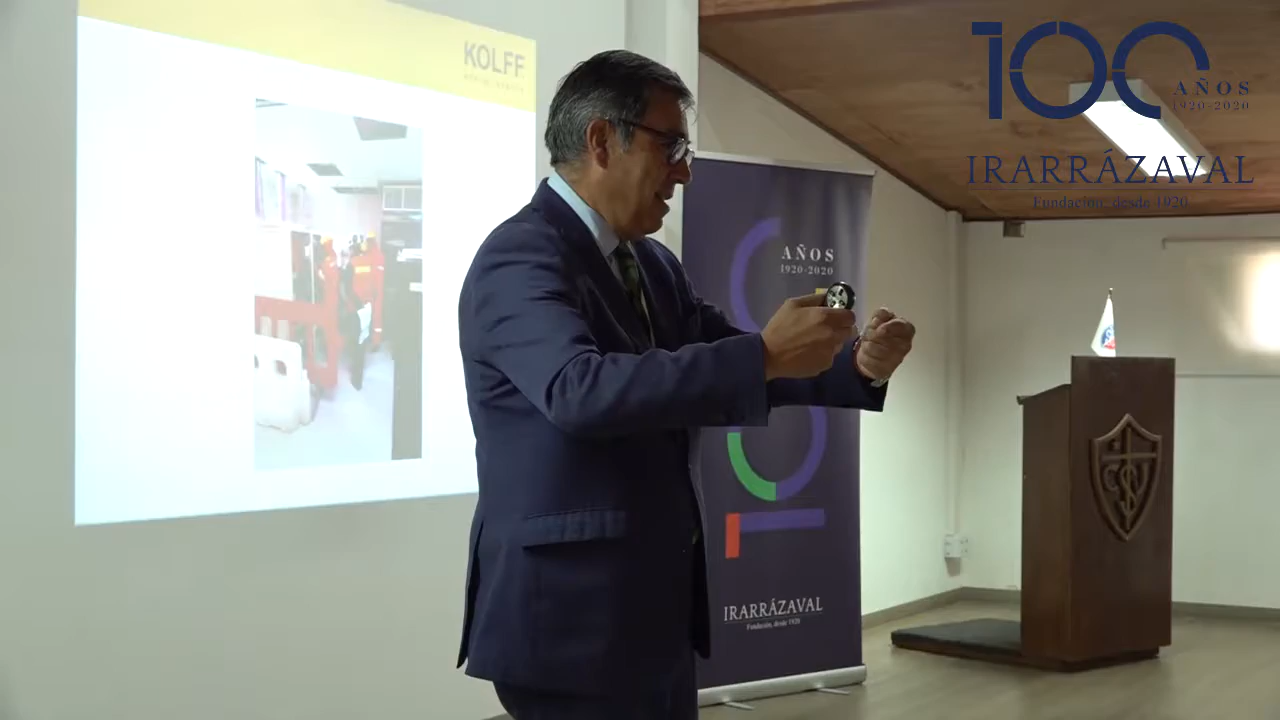 KOLFF
100
AÑOS
1920-2020
IRARRÁZAVAL
Fundación, desde 1920
AÑOS
1920-2020
IRARRÁZAVAL
Fundación, desde 1920